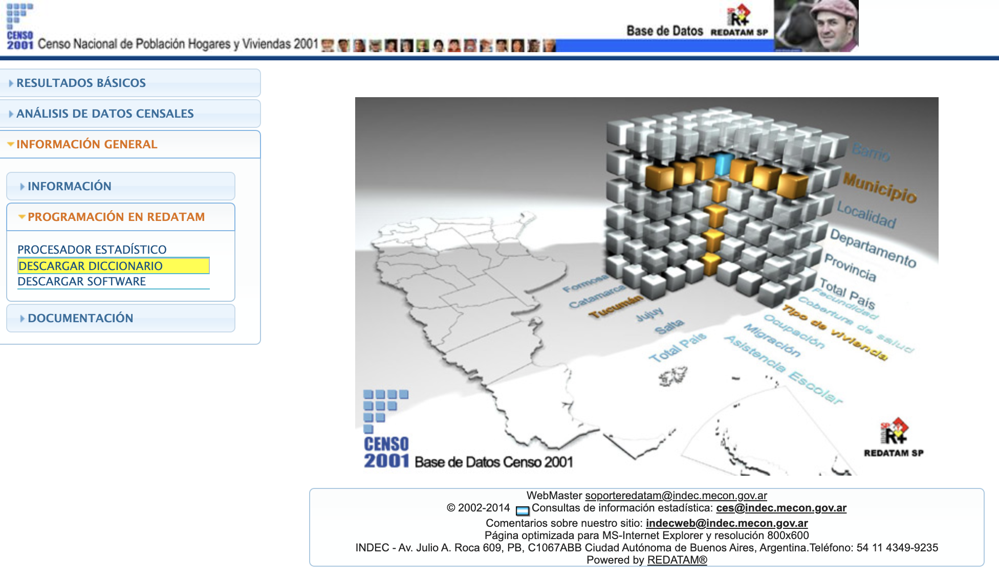 CENSO
2001
Censo Nacional de Población Hogares y Viviendas 2001
Base de Datos
SP
R+
REDATAM SP
RESULTADOS BÁSICOS
ANÁLISIS DE DATOS CENSALES
INFORMACIÓN GENERAL
INFORMACIÓN
PROGRAMACIÓN EN REDATAM
PROCESADOR ESTADÍSTICO
DESCARGAR DICCIONARIO
DESCARGAR SOFTWARE
DOCUMENTACIÓN
Barrio
Municipio
Localidad
Departamento
Provincia
Total País
Formosa
Catamarca
Tucumán
Jujuy
Salta
Total País
Fecundidad
Cobertura de salud
Tipo de vivienda
Ocupación
Migración
Asistencia Escolar
CENSO
2001
Base de Datos Censo 2001
SP
R+
REDATAM SP
WebMaster soporteredatam@indec.mecon.gov.ar
© 2002-2014 Consultas de información estadística: ces@indec.mecon.gov.ar
Comentarios sobre nuestro sitio: indecweb@indec.mecon.gov.ar
Página optimizada para MS-Internet Explorer y resolución 800x600
INDEC - Av. Julio A. Roca 609, PB, C1067ABB Ciudad Autónoma de Buenos Aires, Argentina.Teléfono: 54 11 4349-9235
Powered by REDATAM®